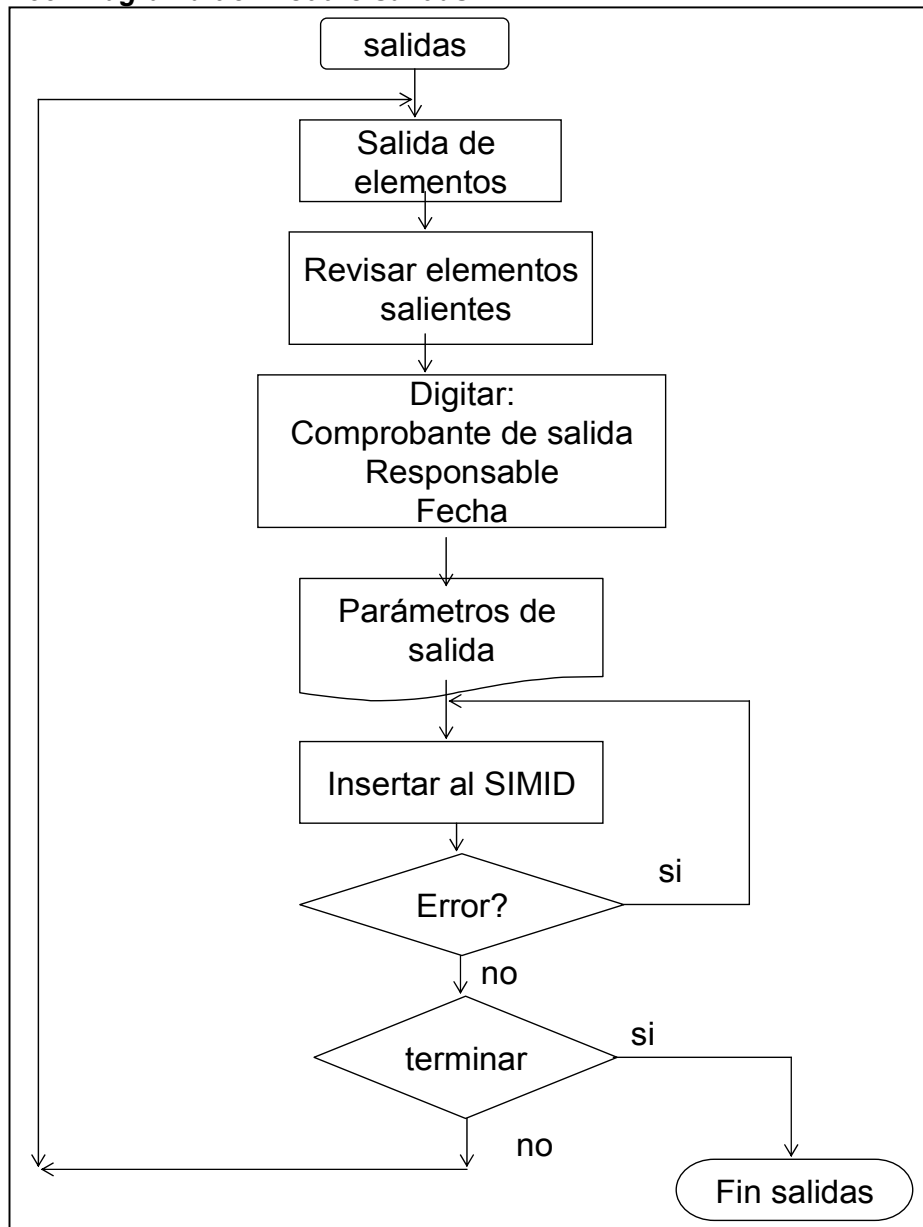 salidas
Salida de
elementos
Revisar elementos
salientes
Digitar:
Comprobante de salida
Responsable
Fecha
Parámetros de
salida
Insertar al SIMID
Error?
si
no
terminar
si
no
Fin salidas